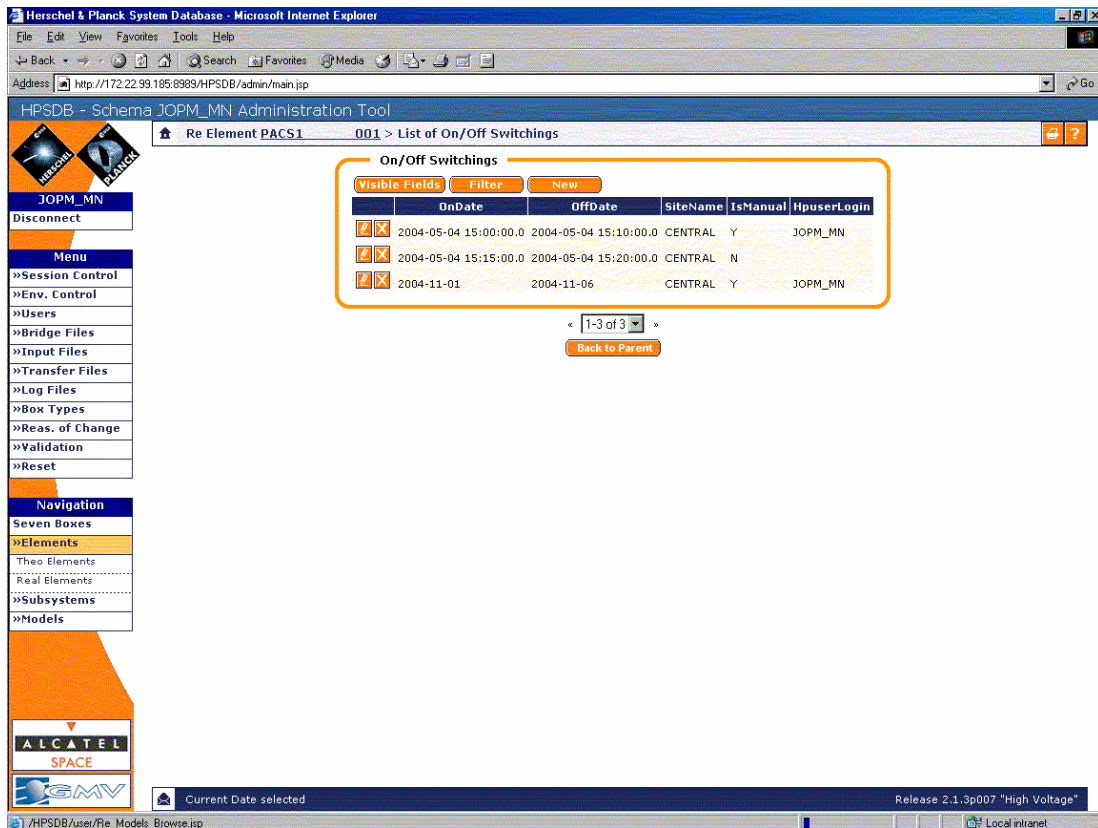 Herschel & Planck System Database - Microsoft Internet Explorer
File Edit View Favorites Tools Help
Back Search Favorites Media
Address http://172.22.99.185:8989/HPSDB/admin/main.jsp Go
HPSDB - Schema JOPM_MN Administration Tool
Re Element PACS1 001 > List of On/Off Switchings ?
HERSCHEL PLANCK
JOPM_MN
Disconnect
Menu
»Session Control
»Env. Control
»Users
»Bridge Files
»Input Files
»Transfer Files
»Log Files
»Box Types
»Reas. of Change
»Validation
»Reset
Navigation
Seven Boxes
»Elements
Theo Elements
Real Elements
»Subsystems
»Models
ALCATEL
SPACE
GMV
On/Off Switchings
Visible Fields Filter New
OnDate OffDate SiteName IsManual HpuserLogin
2004-05-04 15:00:00.0 2004-05-04 15:10:00.0 CENTRAL Y JOPM_MN
2004-05-04 15:15:00.0 2004-05-04 15:20:00.0 CENTRAL N
2004-11-01 2004-11-06 CENTRAL Y JOPM_MN
« 1-3 of 3 »
Back to Parent
Current Date selected Release 2.1.3p007 "High Voltage"
/HPSDB/user/Re_Models_Browse.jsp Local intranet